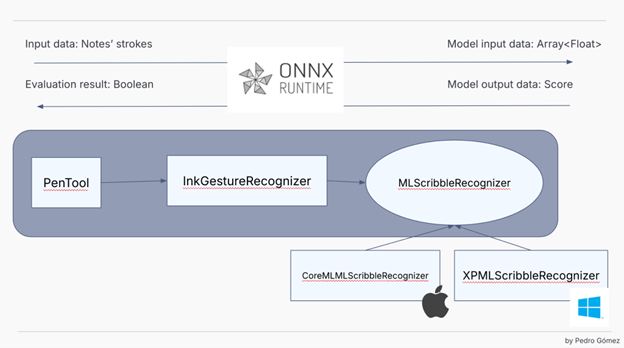 Input data: Notes' strokes
Model input data: Array<Float>
ONNX
RUNTIME
Evaluation result: Boolean
Model output data: Score
PenTool
InkGestureRecognizer
MLScribbleRecognizer
CoreMLMLScribbleRecognizer
XPMLScribbleRecognizer
by Pedro Gómez